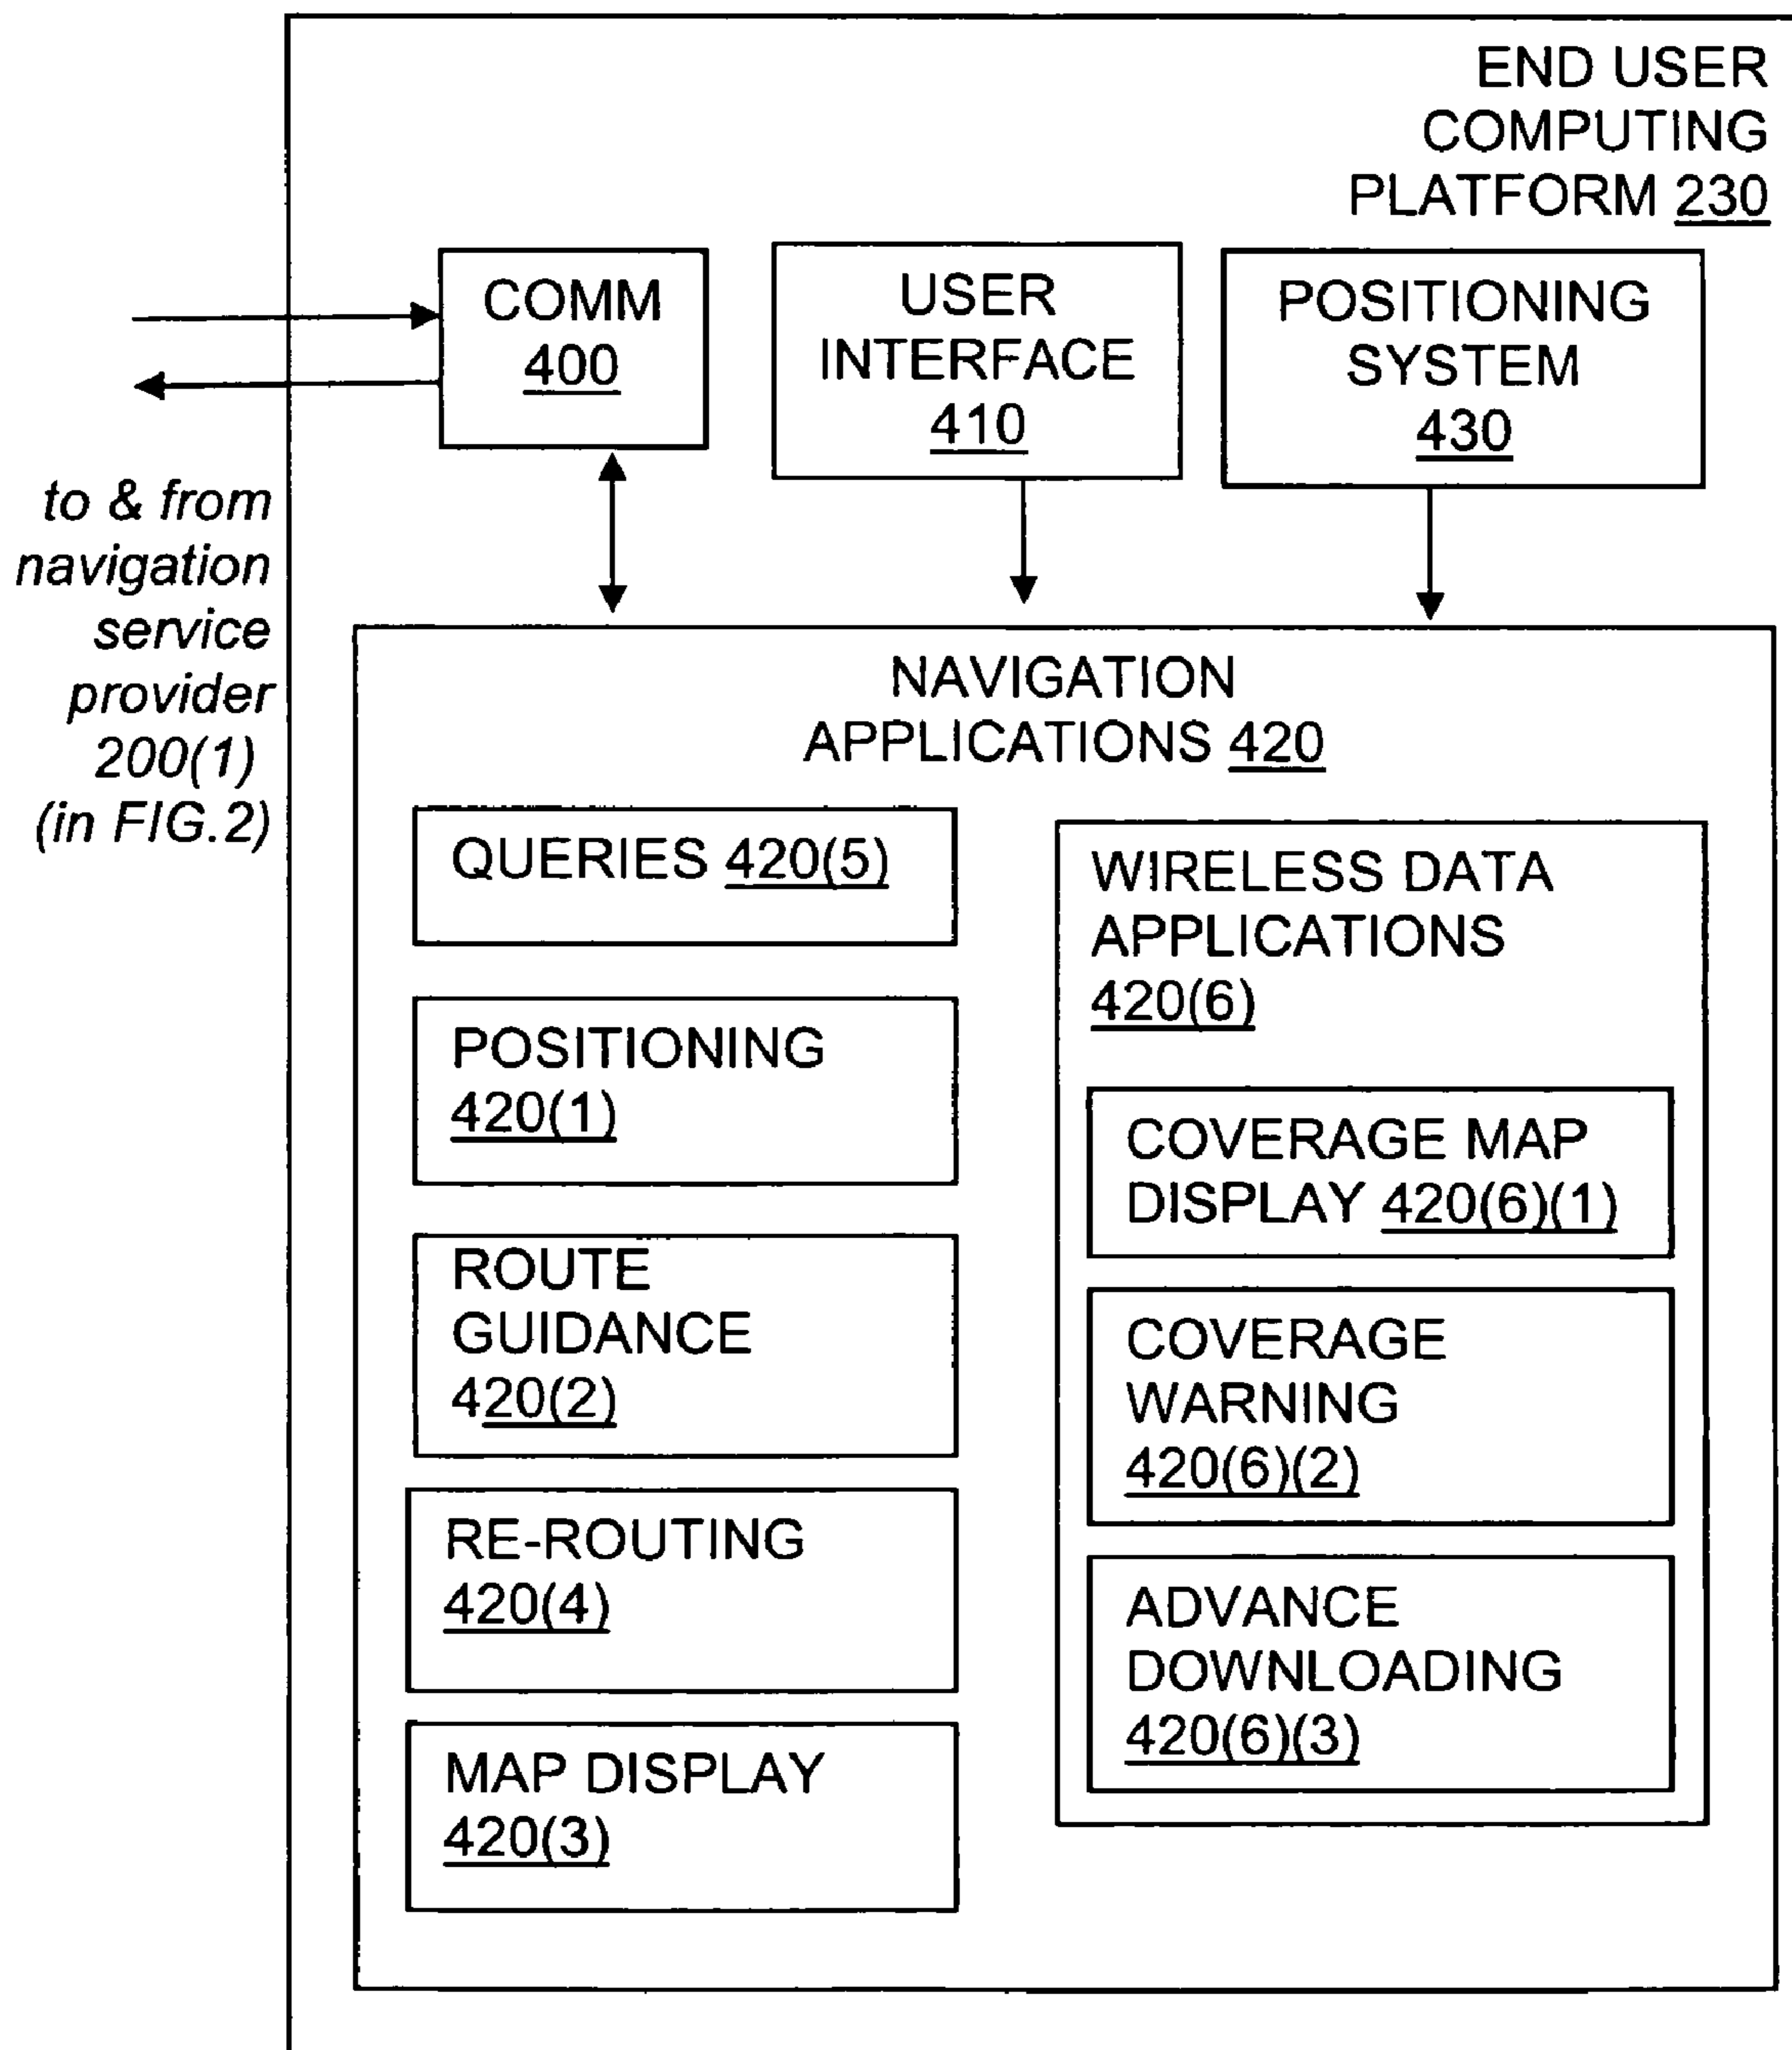 END USER
COMPUTING
PLATFORM 230
COMM
400
USER
INTERFACE
410
POSITIONING
SYSTEM
430
to & from
navigation
service
provider
200(1)
(in FIG.2)
NAVIGATION
APPLICATIONS 420
QUERIES 420(5)
POSITIONING
420(1)
ROUTE
GUIDANCE
420(2)
RE-ROUTING
420(4)
MAP DISPLAY
420(3)
WIRELESS DATA
APPLICATIONS
420(6)
COVERAGE MAP
DISPLAY 420(6)(1)
COVERAGE
WARNING
420(6)(2)
ADVANCE
DOWNLOADING
420(6)(3)